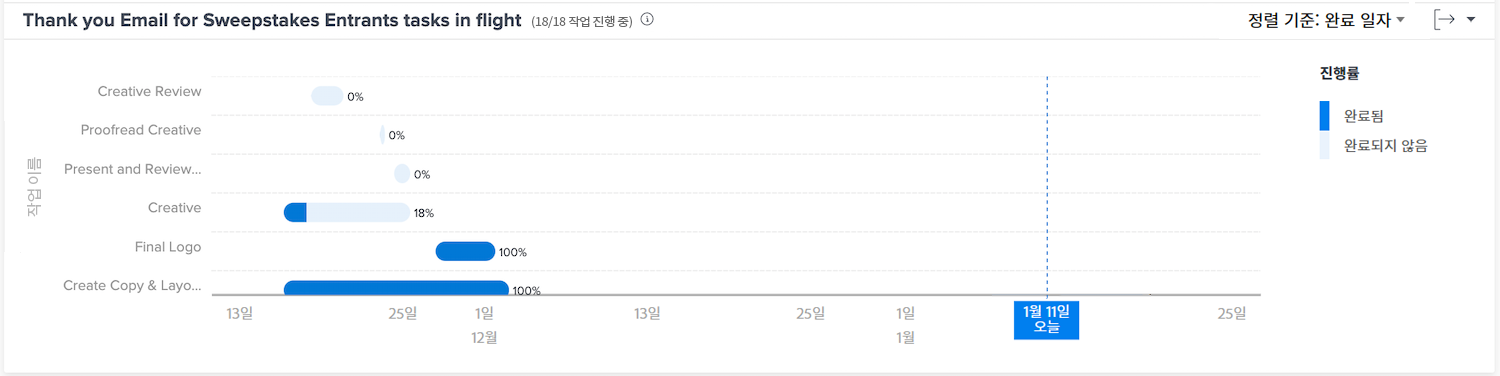 Thank you Email for Sweepstakes Entrants tasks in flight (18/18 작업 진행 중)
정렬 기준: 완료 일자
진행률
완료됨
완료되지 않음
작업 이름
Creative Review 0%
Proofread Creative 0%
Present and Review... 0%
Creative 18%
Final Logo 100%
Create Copy & Layo... 100%
13일 25일 1일 13일 25일 1일 1월 11일 25일
오늘
12월 1월